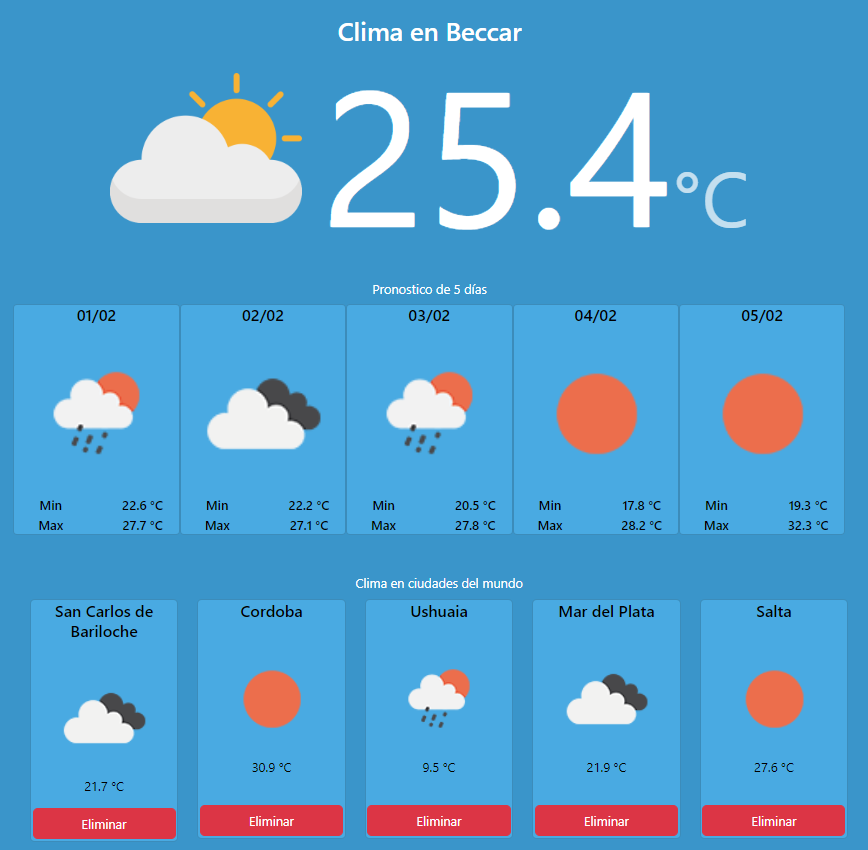 Clima en Beccar
25.4°C
Pronostico de 5 días
01/02 02/02 03/02 04/02 05/02
Min 22.6 °C Min 22.2 °C Min 20.5 °C Min 17.8 °C Min 19.3 °C
Max 27.7 °C Max 27.1 °C Max 27.8 °C Max 28.2 °C Max 32.3 °C
Clima en ciudades del mundo
San Carlos de
Bariloche
21.7 °C
Eliminar
Cordoba
30.9 °C
Eliminar
Ushuaia
9.5 °C
Eliminar
Mar del Plata
21.9 °C
Eliminar
Salta
27.6 °C
Eliminar